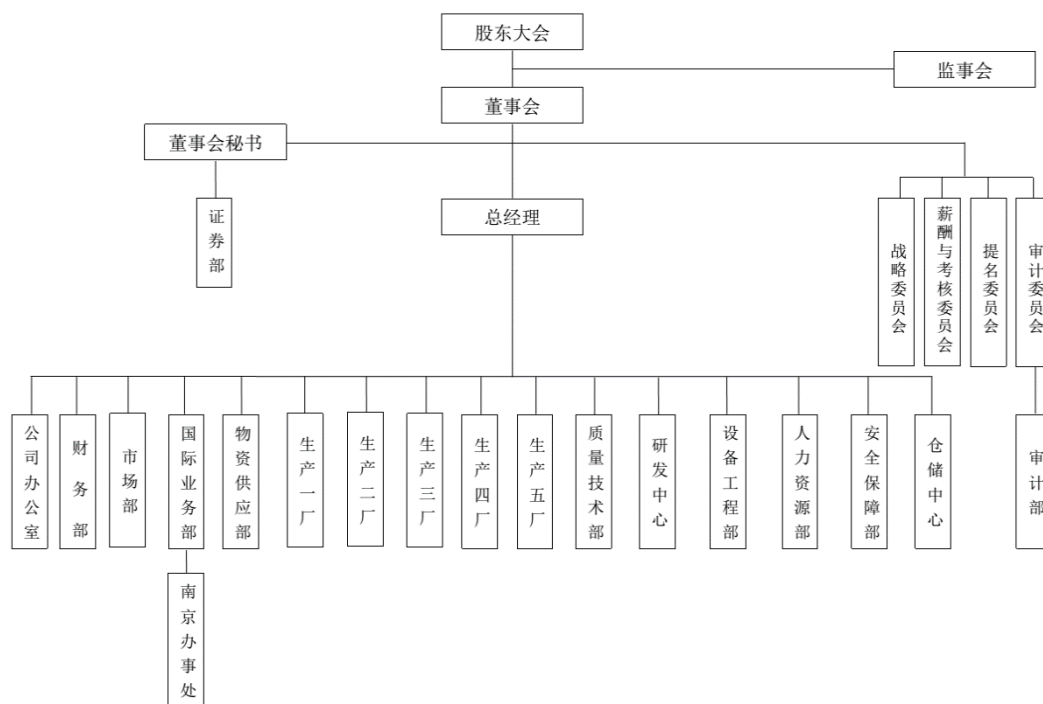 股东大会
监事会
董事会
董事会秘书
证券部
总经理
战略委员会
薪酬与考核委员会
提名委员会
审计委员会
公司办公室
财务部
市场部
国际业务部
物资供应部
生产一厂
生产二厂
生产三厂
生产四厂
生产五厂
质量技术部
研发中心
设备工程部
人力资源部
安全保障部
仓储中心
审计部
南京办事处